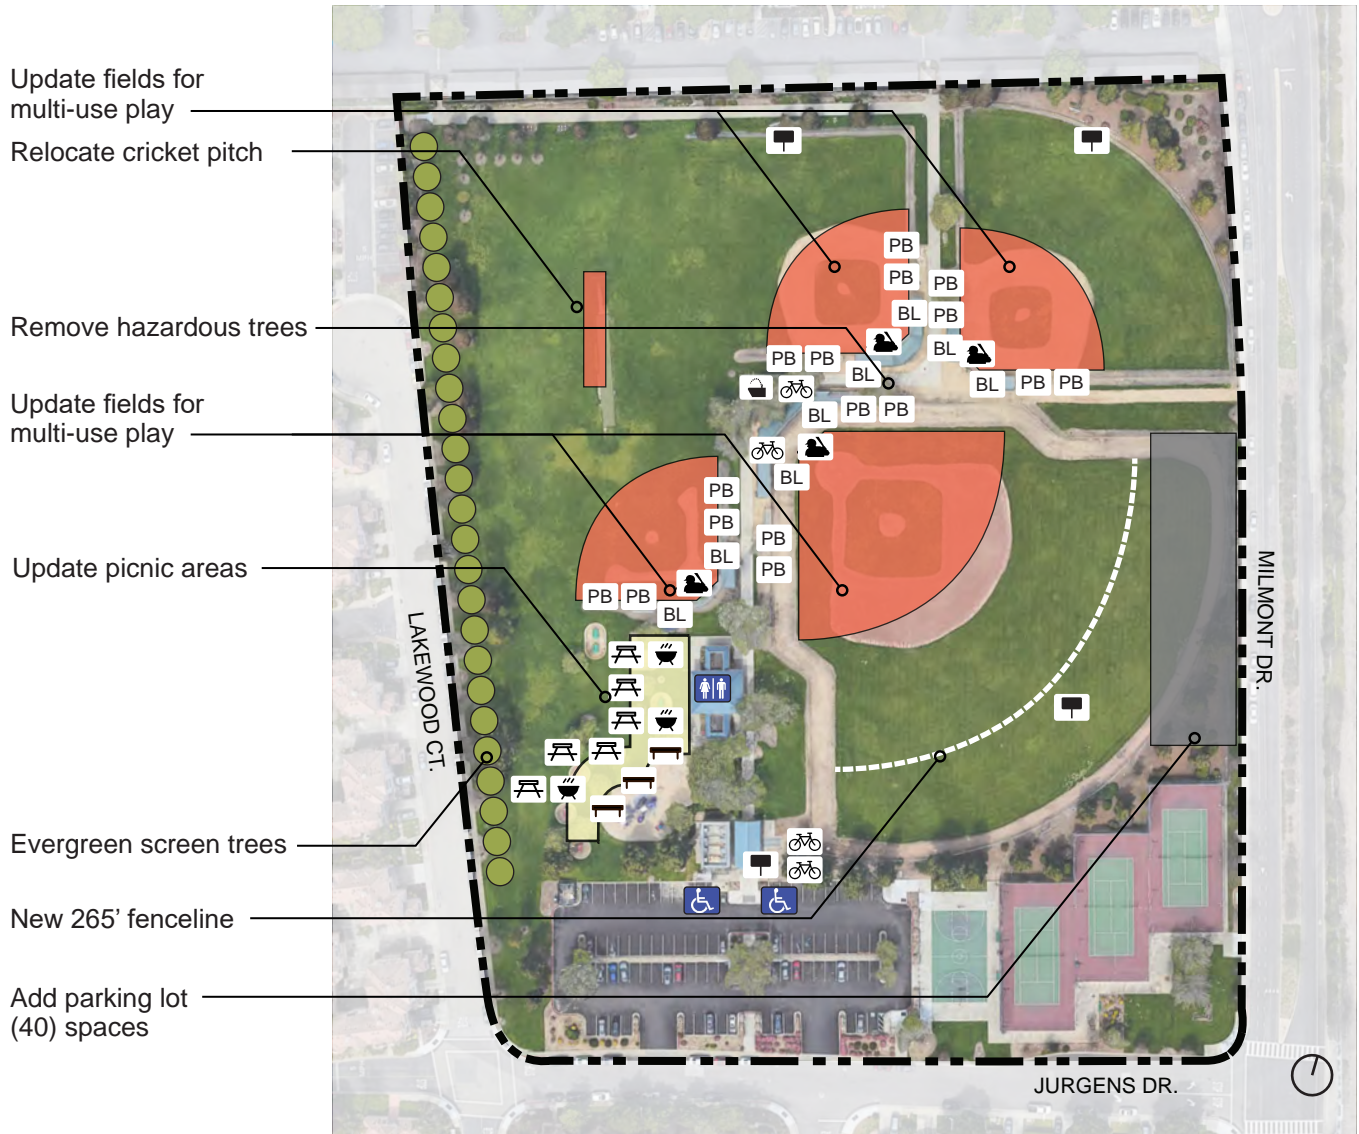 Update fields for
multi-use play
Relocate cricket pitch
Remove hazardous trees
Update fields for
multi-use play
Update picnic areas
Evergreen screen trees
New 265’ fenceline
Add parking lot
(40) spaces
PB
PB
PB
BL
PB
BL
PB
PB
BL
BL
PB
PB
BL
PB
PB
BL
PB
PB
BL
PB
PB
PB
PB
BL
LAKEWOOD CT.
MILMONT DR.
JURGENS DR.